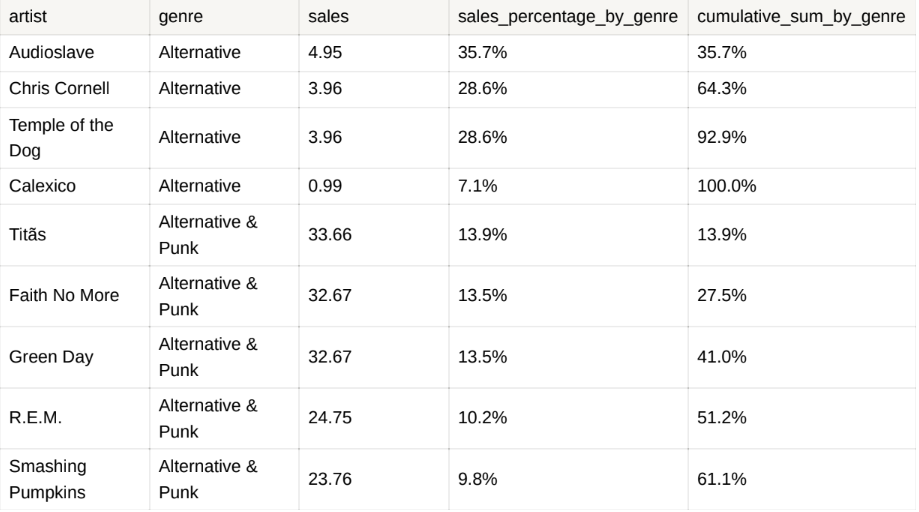 artist genre sales sales_percentage_by_genre cumulative_sum_by_genre
Audioslave Alternative 4.95 35.7% 35.7%
Chris Cornell Alternative 3.96 28.6% 64.3%
Temple of the
Dog Alternative 3.96 28.6% 92.9%
Calexico Alternative 0.99 7.1% 100.0%
Titãs Alternative &
Punk 33.66 13.9% 13.9%
Faith No More Alternative &
Punk 32.67 13.5% 27.5%
Green Day Alternative &
Punk 32.67 13.5% 41.0%
R.E.M. Alternative &
Punk 24.75 10.2% 51.2%
Smashing Alternative &
Pumpkins Punk 23.76 9.8% 61.1%